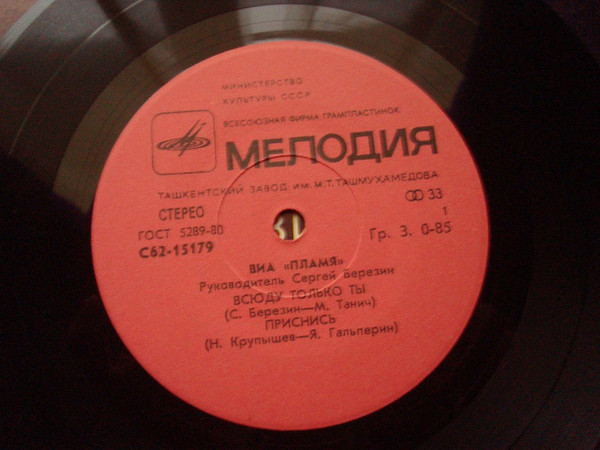 МИНИСТЕРСТВО
КУЛЬТУРЫ СССР
ВСЕСОЮЗНАЯ ФИРМА ГРАМПЛАСТИНОК
МЕЛОДИЯ
ТАШКЕНТСКИЙ ЗАВОД ИМ. М.Т.ТАШМУХАМЕДОВА
СТЕРЕО
33
ГОСТ 5289-80
1
С62-15179
Гр. 3. 0-85
ВИА «ПЛАМЯ»
Руководитель Сергей Березин
ВСЮДУ ТОЛЬКО ТЫ
(С. Березин—М. Танич)
ПРИСНИСЬ
(Н. Крупышев—Я. Гальперин)